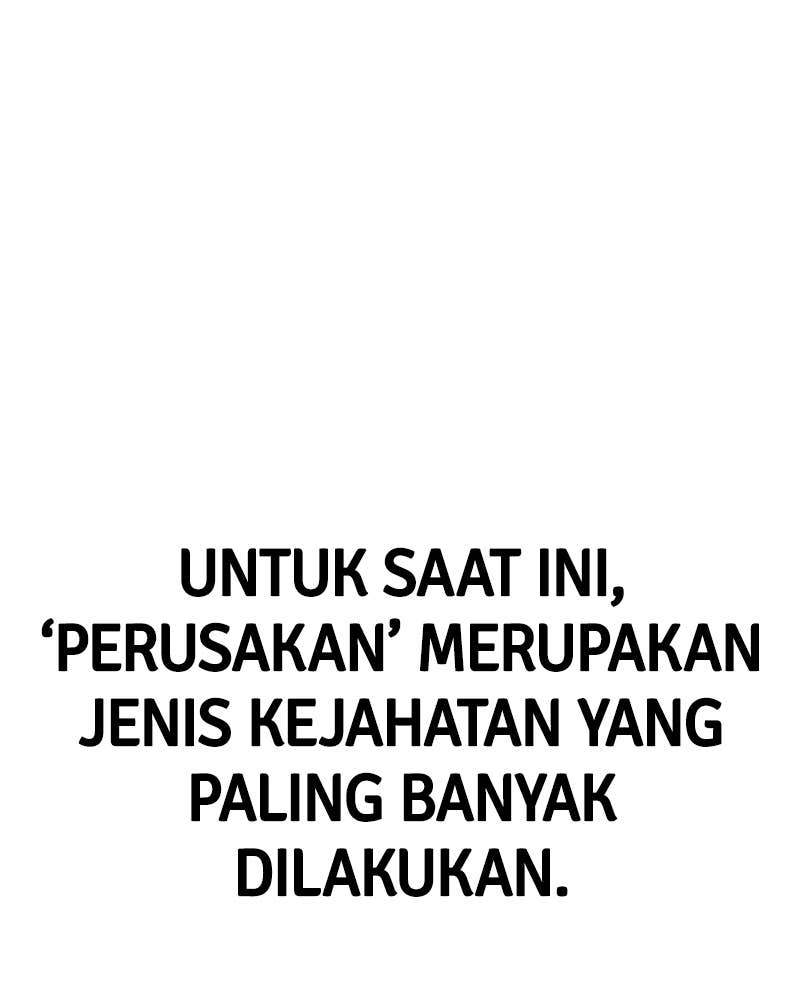 UNTUK SAAT INI,
‘PERUSAKAN’ MERUPAKAN
JENIS KEJAHATAN YANG
PALING BANYAK
DILAKUKAN.